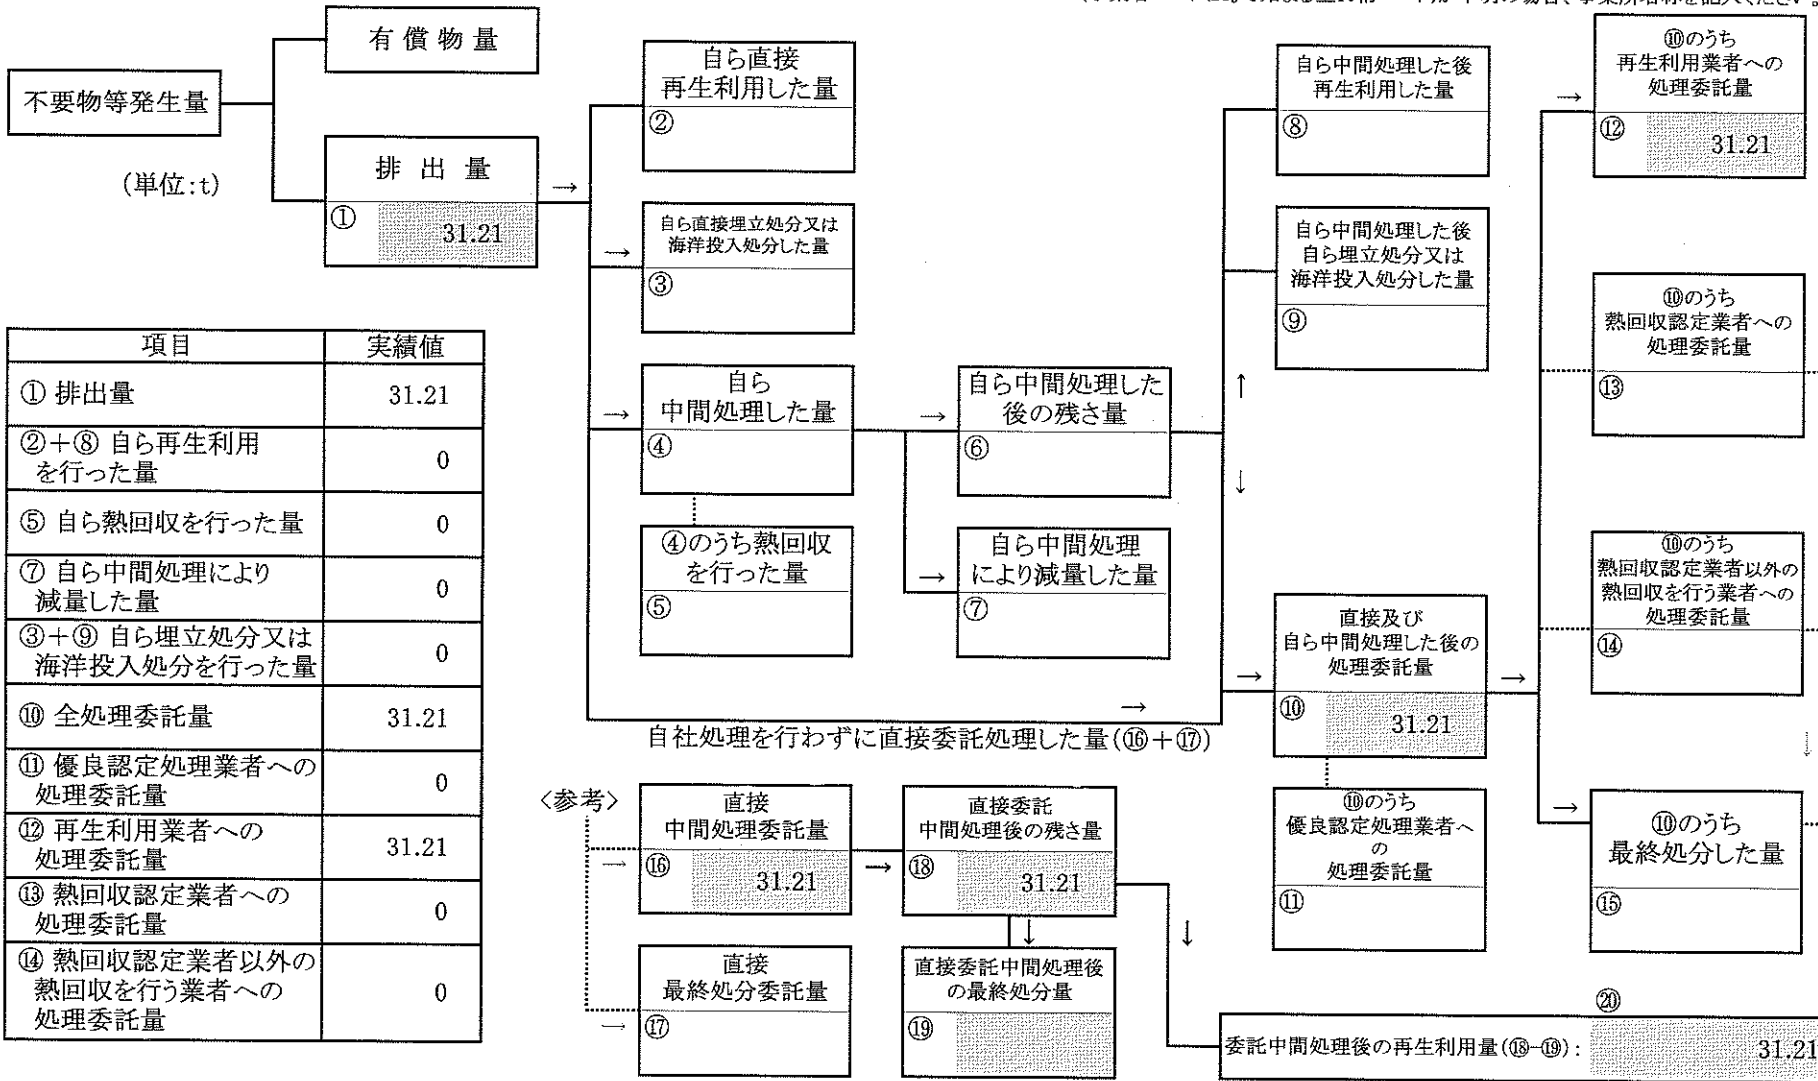 有償物量
不要物等発生量
(単位:t)
排出量
①
31.21
→
自ら直接
再生利用した量
②
→
自ら直接埋立処分又は
海洋投入処分した量
③
→
自ら
中間処理した量
④
④のうち熱回収
を行った量
⑤
→
自ら中間処理した
後の残さ量
⑥
→
自ら中間処理
により減量した量
⑦
自ら中間処理した後
再生利用した量
⑧
自ら中間処理した後
自ら埋立処分又は
海洋投入処分した量
⑨
↑
↓
→
自社処理を行わずに直接委託処理した量(⑯+⑰)
→
直接及び
自ら中間処理した後の
処理委託量
⑩
31.21
→
⑩のうち
優良認定処理業者へ
の
処理委託量
⑪
→
⑩のうち
再生利用業者への
処理委託量
⑫
31.21
⑩のうち
熱回収認定業者への
処理委託量
⑬
⑩のうち
熱回収認定業者以外の
熱回収を行う業者への
処理委託量
⑭
↓
→
⑩のうち
最終処分した量
⑮
項目 実績値
① 排出量 31.21
②+⑧ 自ら再生利用
を行った量 0
⑤ 自ら熱回収を行った量 0
⑦ 自ら中間処理により
減量した量 0
③+⑨ 自ら埋立処分又は
海洋投入処分を行った量 0
⑩ 全処理委託量 31.21
⑪ 優良認定処理業者への
処理委託量 0
⑫ 再生利用業者への
処理委託量 31.21
⑬ 熱回収認定業者への
処理委託量 0
⑭ 熱回収認定業者以外の
熱回収を行う業者への
処理委託量 0
〈参考〉
→
直接
中間処理委託量
⑯
31.21
→
直接委託
中間処理後の残さ量
⑱
31.21
→
直接
最終処分委託量
⑰
↓
直接委託中間処理後
の最終処分量
⑲
↓
⑳
委託中間処理後の再生利用量(⑱-⑲):
31.21